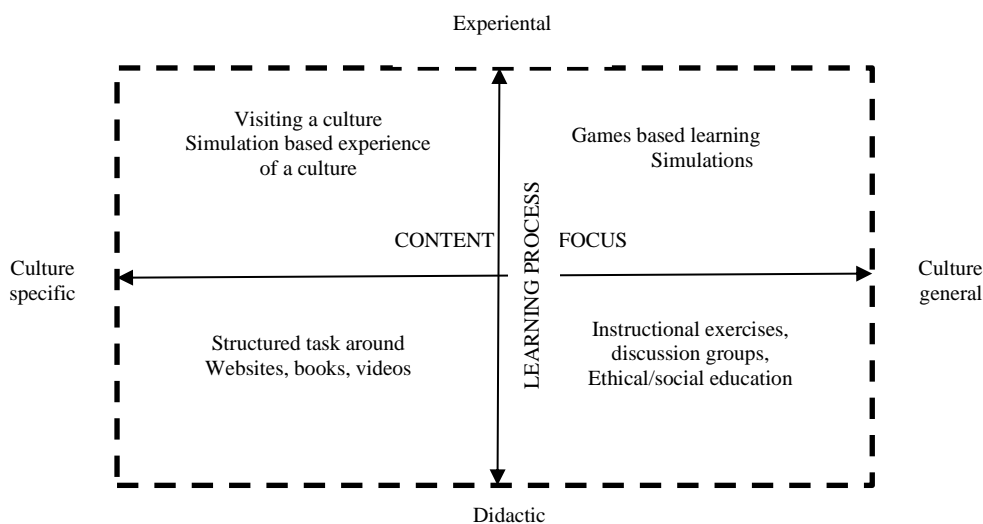 Experiental
Visiting a culture
Simulation based experience
of a culture
Games based learning
Simulations
CONTENT FOCUS
LEARNING PROCESS
Culture
specific
Culture
general
Structured task around
Websites, books, videos
Instructional exercises,
discussion groups,
Ethical/social education
Didactic